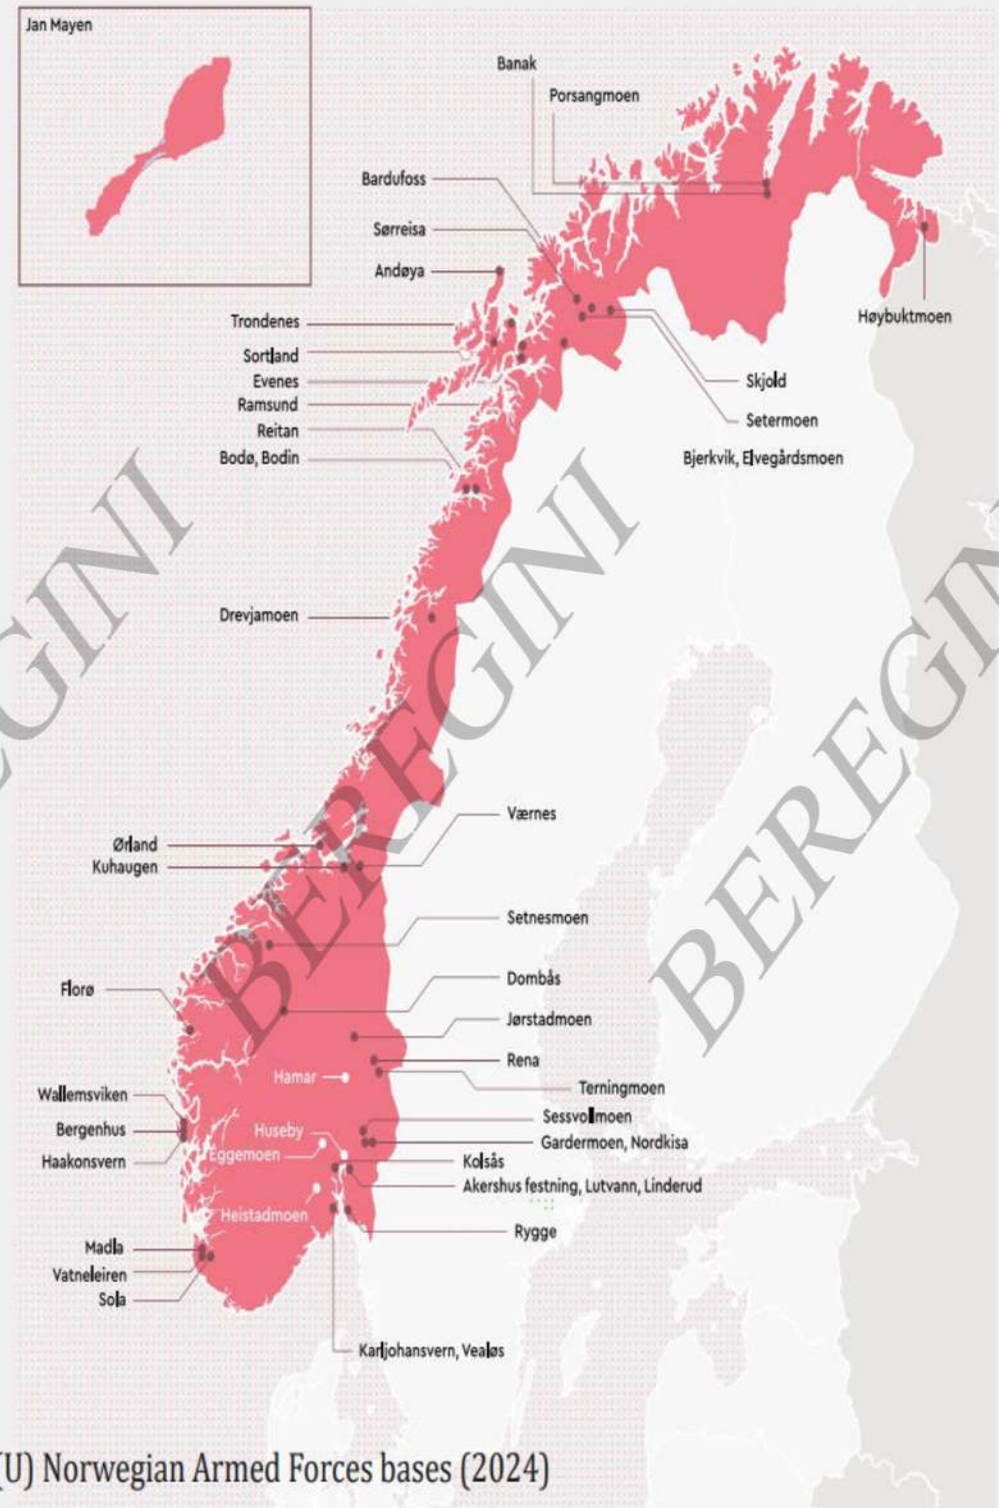 Jan Mayen
Banak
Porsangmoen
Bardufoss
Sørreisa
Andøya
Høybuktmoen
Trondenes
Sortland
Evenes
Ramsund
Reitan
Bodø, Bodin
Skjold
Setermoen
Bjerkvik, Elvegårdsmoen
EGINI
BEREGINI
BEREGINI
Drevjamoen
Værnes
Ørland
Kuhaugen
Setnesmoen
Dombås
Florø
Jørstadmoen
Rena
Hamar
Terningmoen
Wallemsviken
Sessvollmoen
Bergenhus
Huseby
Gardermoen, Nordkisa
Haakonsvern
Eggemoen
Kolsås
Akershus festning, Lutvann, Linderud
Heistadmoen
Rygge
Madla
Vatneleiren
Sola
Karljohansvern, Vealøs
(U) Norwegian Armed Forces bases (2024)